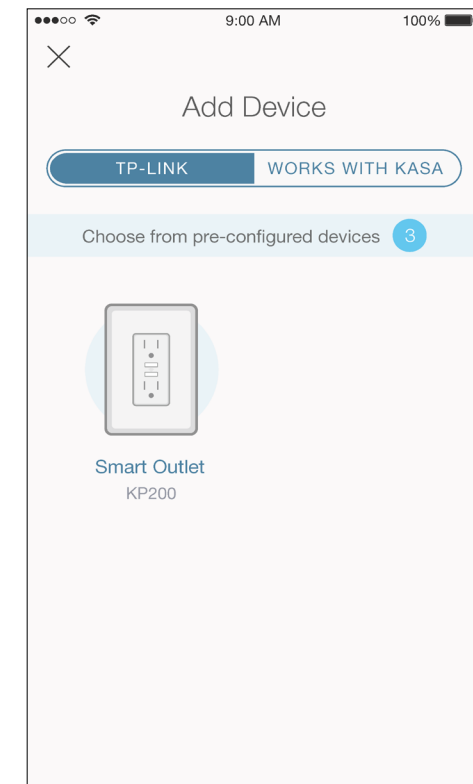 9:00 AM 100%
Add Device
TP-LINK WORKS WITH KASA
Choose from pre-configured devices 3
Smart Outlet
KP200